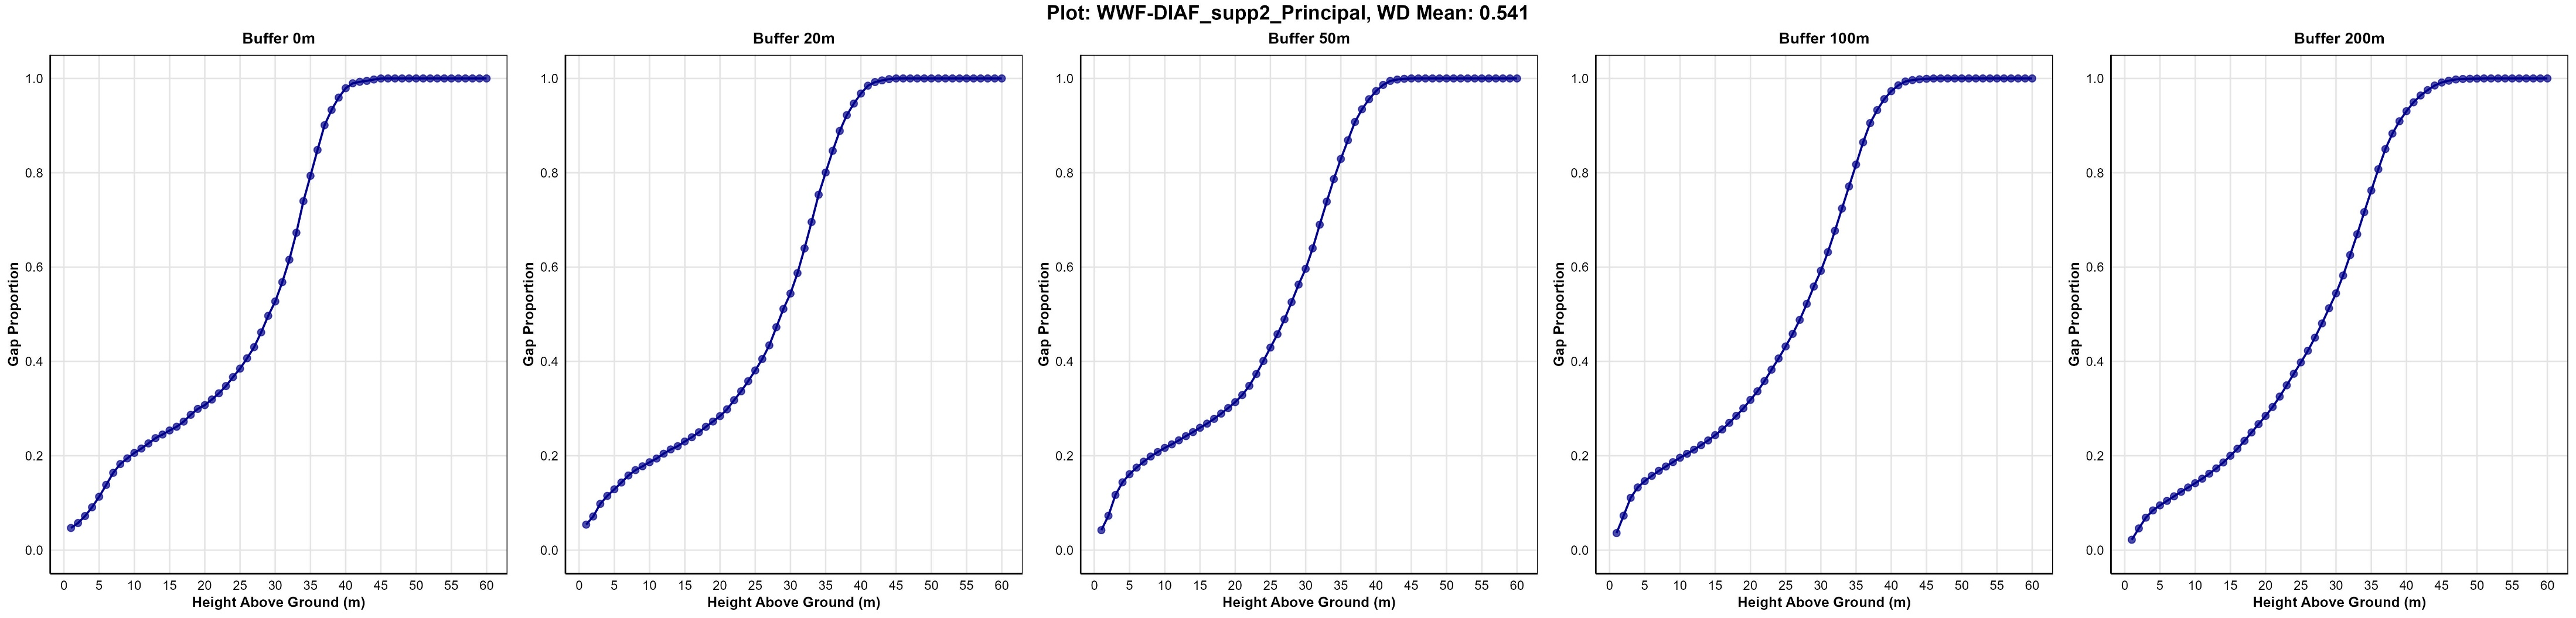 Plot: WWF-DIAF_supp2_Principal, WD Mean: 0.541
Buffer 0m
Gap Proportion
1.0
0.8
0.6
0.4
0.2
0.0
0 5 10 15 20 25 30 35 40 45 50 55 60
Height Above Ground (m)
Buffer 20m
Gap Proportion
1.0
0.8
0.6
0.4
0.2
0.0
0 5 10 15 20 25 30 35 40 45 50 55 60
Height Above Ground (m)
Buffer 50m
Gap Proportion
1.0
0.8
0.6
0.4
0.2
0.0
0 5 10 15 20 25 30 35 40 45 50 55 60
Height Above Ground (m)
Buffer 100m
Gap Proportion
1.0
0.8
0.6
0.4
0.2
0.0
0 5 10 15 20 25 30 35 40 45 50 55 60
Height Above Ground (m)
Buffer 200m
Gap Proportion
1.0
0.8
0.6
0.4
0.2
0.0
0 5 10 15 20 25 30 35 40 45 50 55 60
Height Above Ground (m)